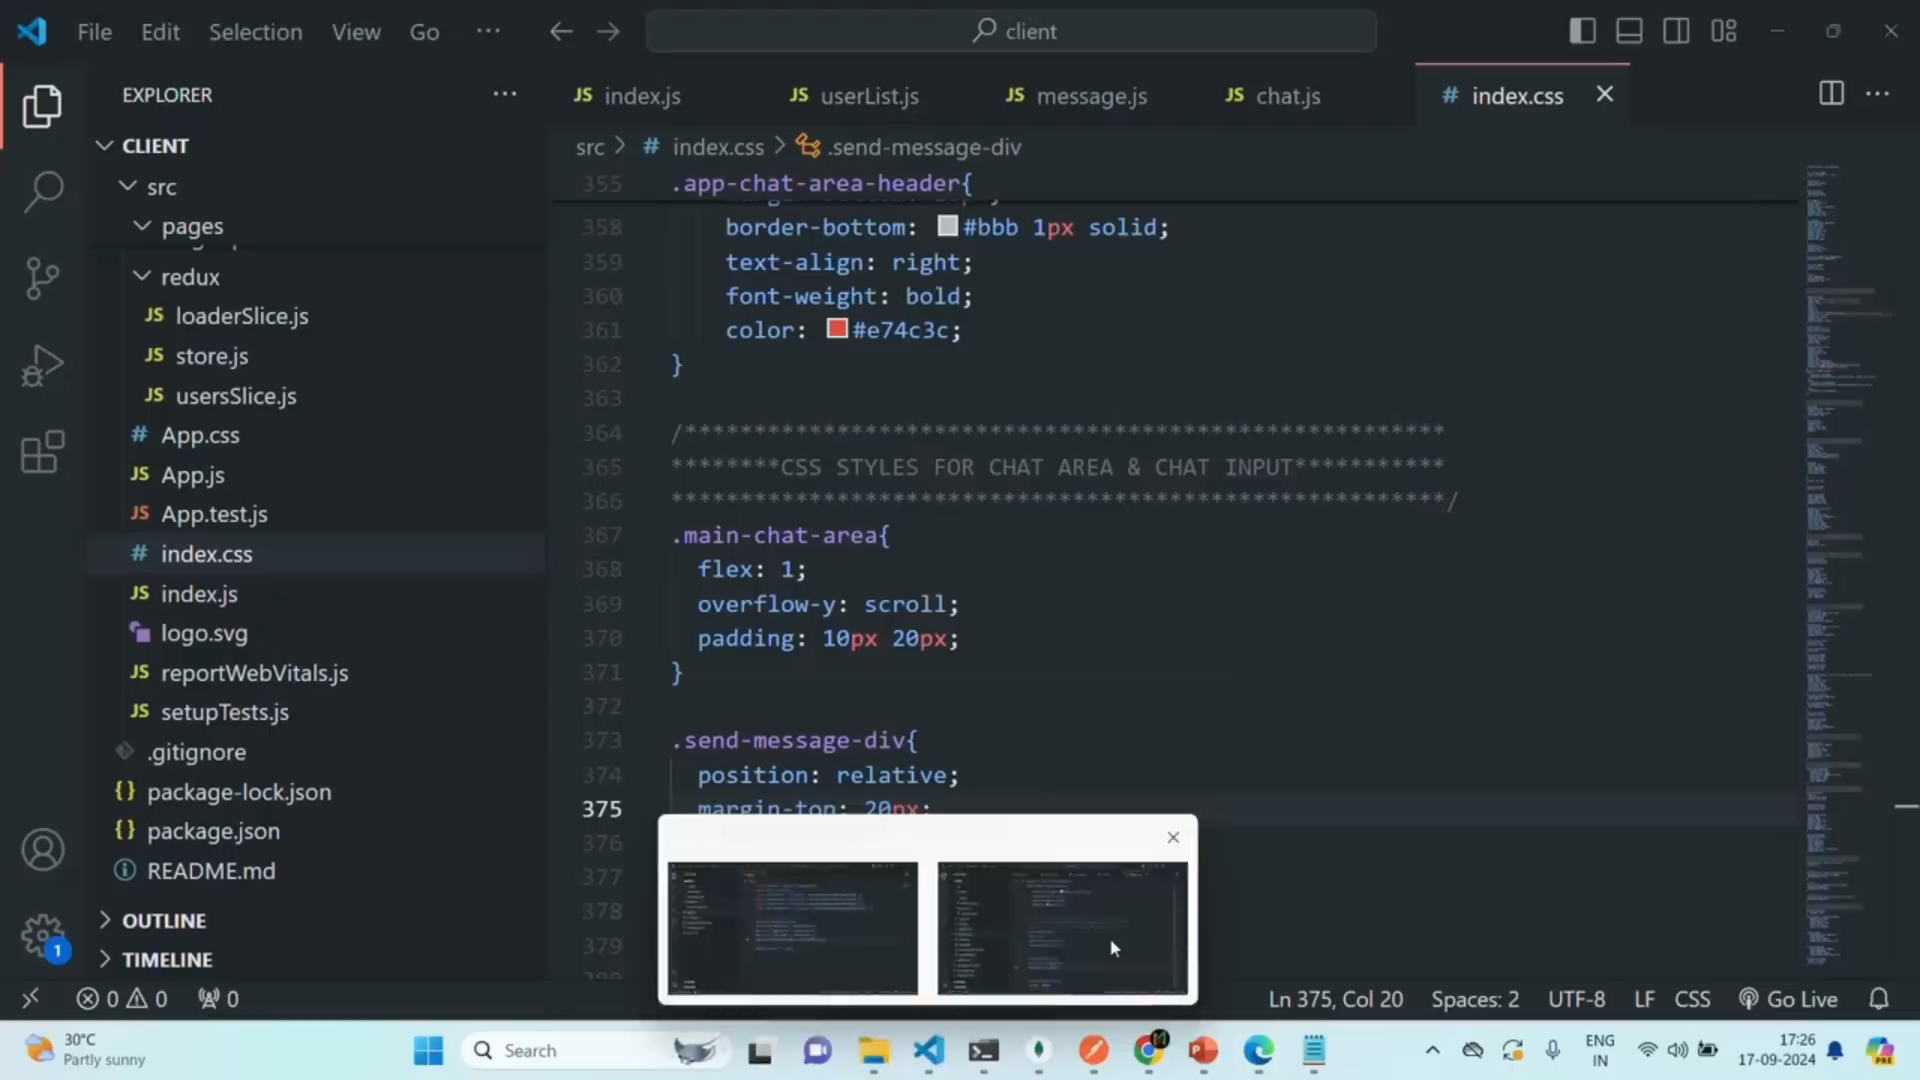 File Edit Selection View Go ··· client
EXPLORER ···
CLIENT
src
pages
redux
JS loaderSlice.js
JS store.js
JS usersSlice.js
# App.css
JS App.js
JS App.test.js
# index.css
JS index.js
logo.svg
JS reportWebVitals.js
JS setupTests.js
.gitignore
{} package-lock.json
{} package.json
README.md
OUTLINE
TIMELINE
1
JS index.js JS userList.js JS message.js JS chat.js # index.css
src > # index.css > .send-message-div
355 .app-chat-area-header{
358 border-bottom: #bbb 1px solid;
359 text-align: right;
360 font-weight: bold;
361 color: #e74c3c;
362 }
363
364 /*******************************************************
365 ********CSS STYLES FOR CHAT AREA & CHAT INPUT***********
366 ********************************************************/
367 .main-chat-area{
368 flex: 1;
369 overflow-y: scroll;
370 padding: 10px 20px;
371 }
372
373 .send-message-div{
374 position: relative;
375 margin-top: 20px;
376
377
378
379
0 0 0 Ln 375, Col 20 Spaces: 2 UTF-8 LF CSS Go Live
30°C
Partly sunny
Search
ENG
IN
17:26
17-09-2024
PRE